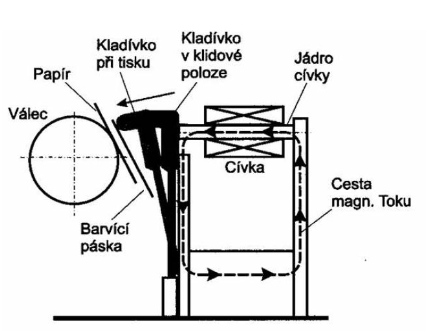 Kladívko
při tisku
Kladívko
v klidové
poloze
Jádro
cívky
Papír
Válec
Cívka
Cesta
magn. Toku
Barvící
páska